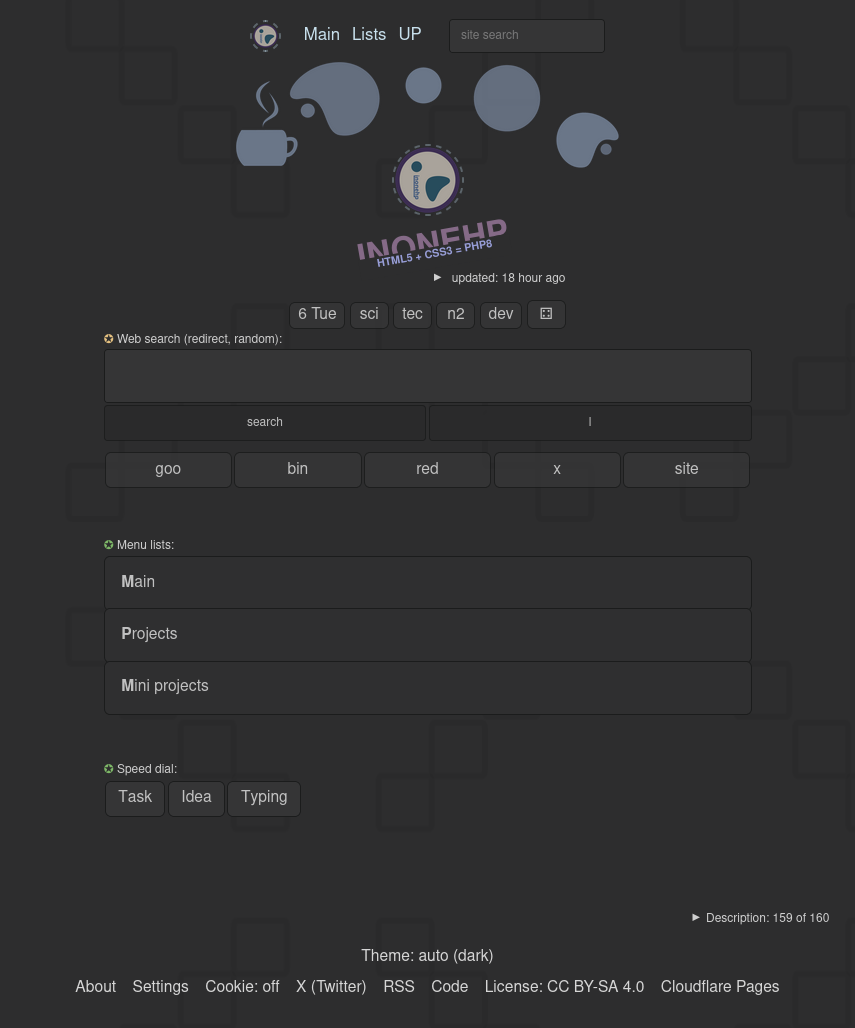 Main Lists UP site search
INONEHP
HTML5 + CSS3 = PHP8
► updated: 18 hour ago
6 Tue sci tec n2 dev ⚃
✪ Web search (redirect, random):
search l
goo bin red x site
✪ Menu lists:
Main
Projects
Mini projects
✪ Speed dial:
Task Idea Typing
► Description: 159 of 160
Theme: auto (dark)
About Settings Cookie: off X (Twitter) RSS Code License: CC BY-SA 4.0 Cloudflare Pages